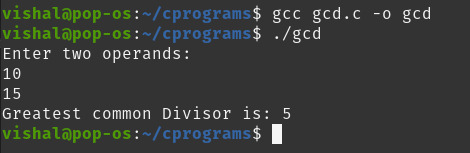 vishal@pop-os:~/cprograms$ gcc gcd.c -o gcd
vishal@pop-os:~/cprograms$ ./gcd
Enter two operands:
10
15
Greatest common Divisor is: 5
vishal@pop-os:~/cprograms$